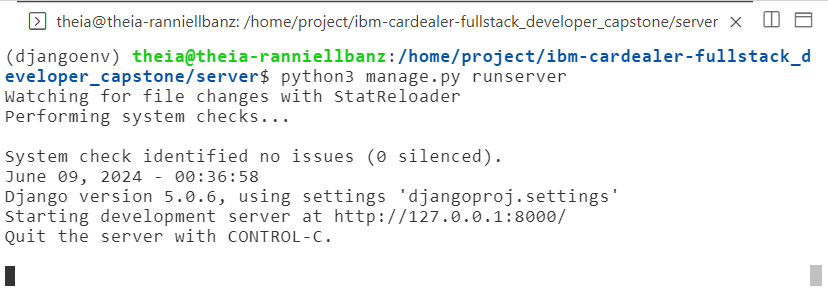 theia@theia-ranniellbanz: /home/project/ibm-cardealer-fullstack_developer_capstone/server
(djangoenv) theia@theia-ranniellbanz:/home/project/ibm-cardealer-fullstack_d
eveloper_capstone/server$ python3 manage.py runserver
Watching for file changes with StatReloader
Performing system checks...
System check identified no issues (0 silenced).
June 09, 2024 - 00:36:58
Django version 5.0.6, using settings 'djangoproj.settings'
Starting development server at http://127.0.0.1:8000/
Quit the server with CONTROL-C.